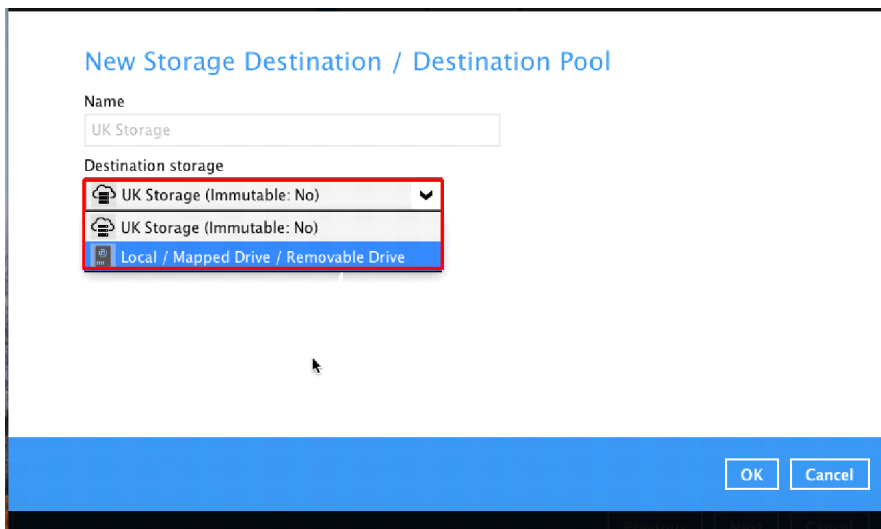 New Storage Destination / Destination Pool
Name
UK Storage
Destination storage
UK Storage (Immutable: No)
UK Storage (Immutable: No)
Local / Mapped Drive / Removable Drive
OK Cancel